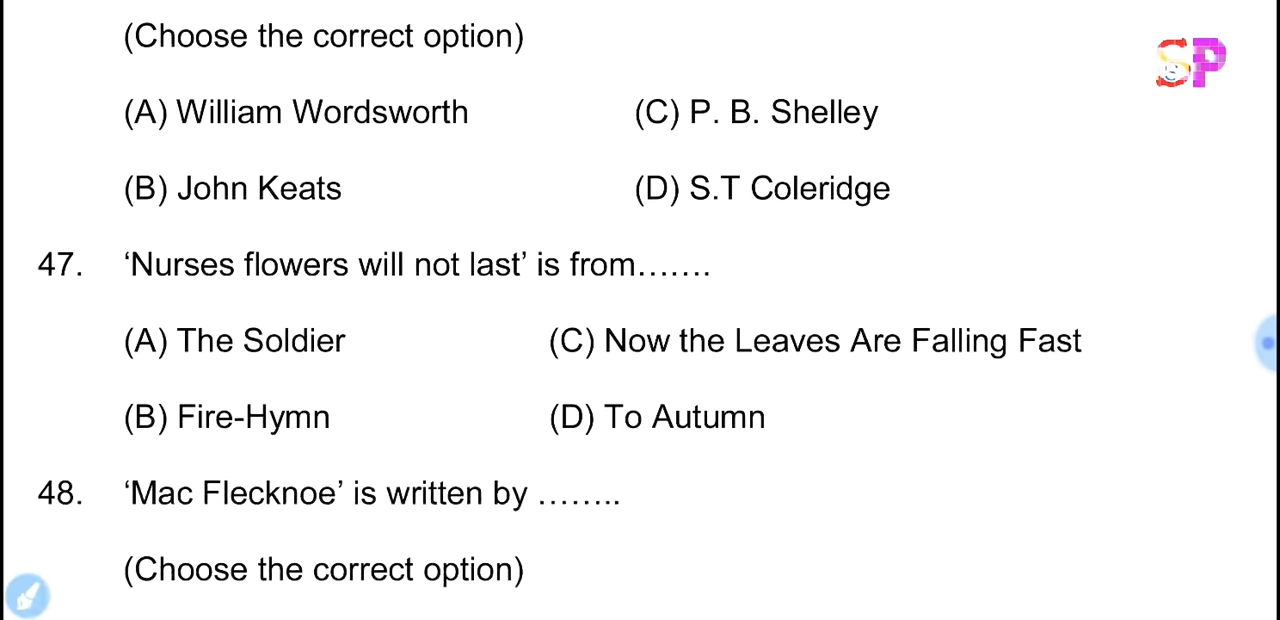 (Choose the correct option)
SP
(A) William Wordsworth (C) P. B. Shelley
(B) John Keats (D) S.T Coleridge
47. ‘Nurses flowers will not last’ is from…….
(A) The Soldier (C) Now the Leaves Are Falling Fast
(B) Fire-Hymn (D) To Autumn
48. ‘Mac Flecknoe’ is written by ……..
(Choose the correct option)